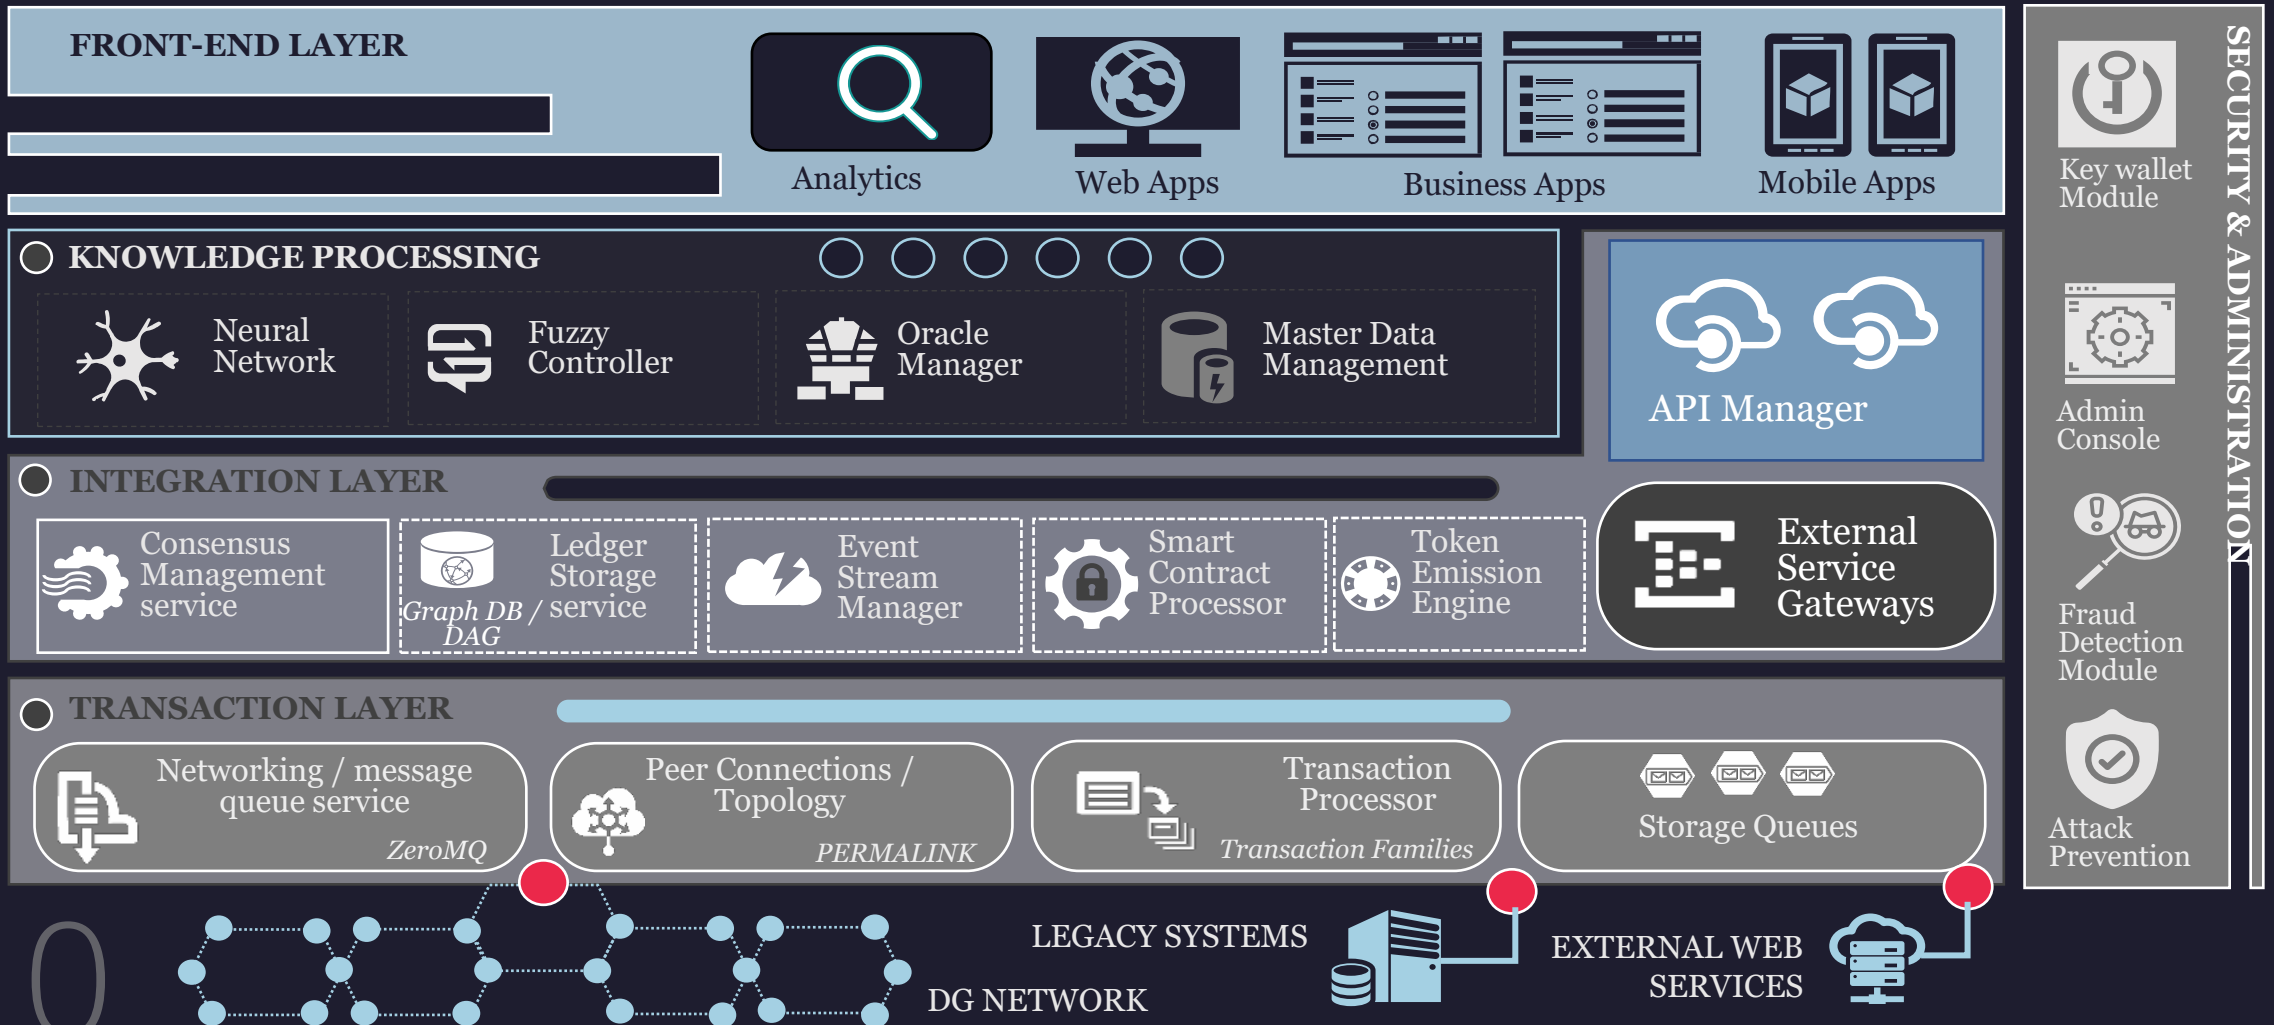 FRONT-END LAYER
Analytics
Web Apps
Business Apps
Mobile Apps
KNOWLEDGE PROCESSING
Neural
Network
Fuzzy
Controller
Oracle
Manager
Master Data
Management
API Manager
INTEGRATION LAYER
Consensus
Management
service
Ledger
Storage
service
Graph DB /
DAG
Event
Stream
Manager
Smart
Contract
Processor
Token
Emission
Engine
External
Service
Gateways
TRANSACTION LAYER
Networking / message
queue service
ZeroMQ
Peer Connections /
Topology
PERMALINK
Transaction
Processor
Transaction Families
Storage Queues
SECURITY & ADMINISTRATION
Key wallet
Module
Admin
Console
Fraud
Detection
Module
Attack
Prevention
0
DG NETWORK
LEGACY SYSTEMS
EXTERNAL WEB
SERVICES